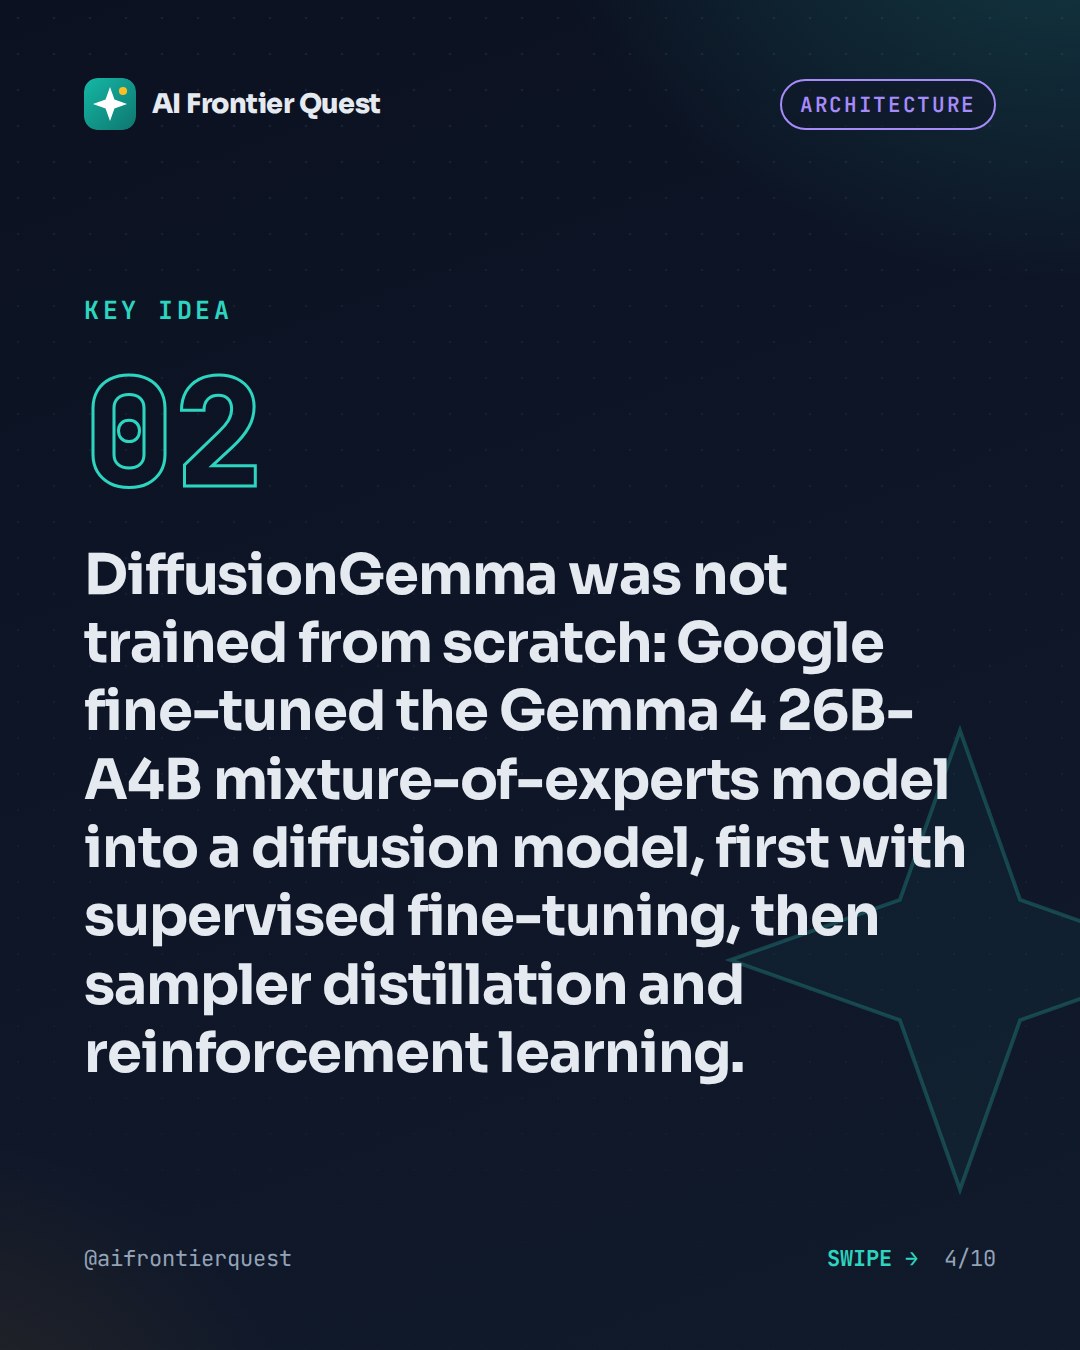 AI Frontier Quest
ARCHITECTURE
KEY IDEA
02
DiffusionGemma was not
trained from scratch: Google
fine-tuned the Gemma 4 26B-
A4B mixture-of-experts model
into a diffusion model, first with
supervised fine-tuning, then
sampler distillation and
reinforcement learning.
@aifrontierquest
SWIPE → 4/10